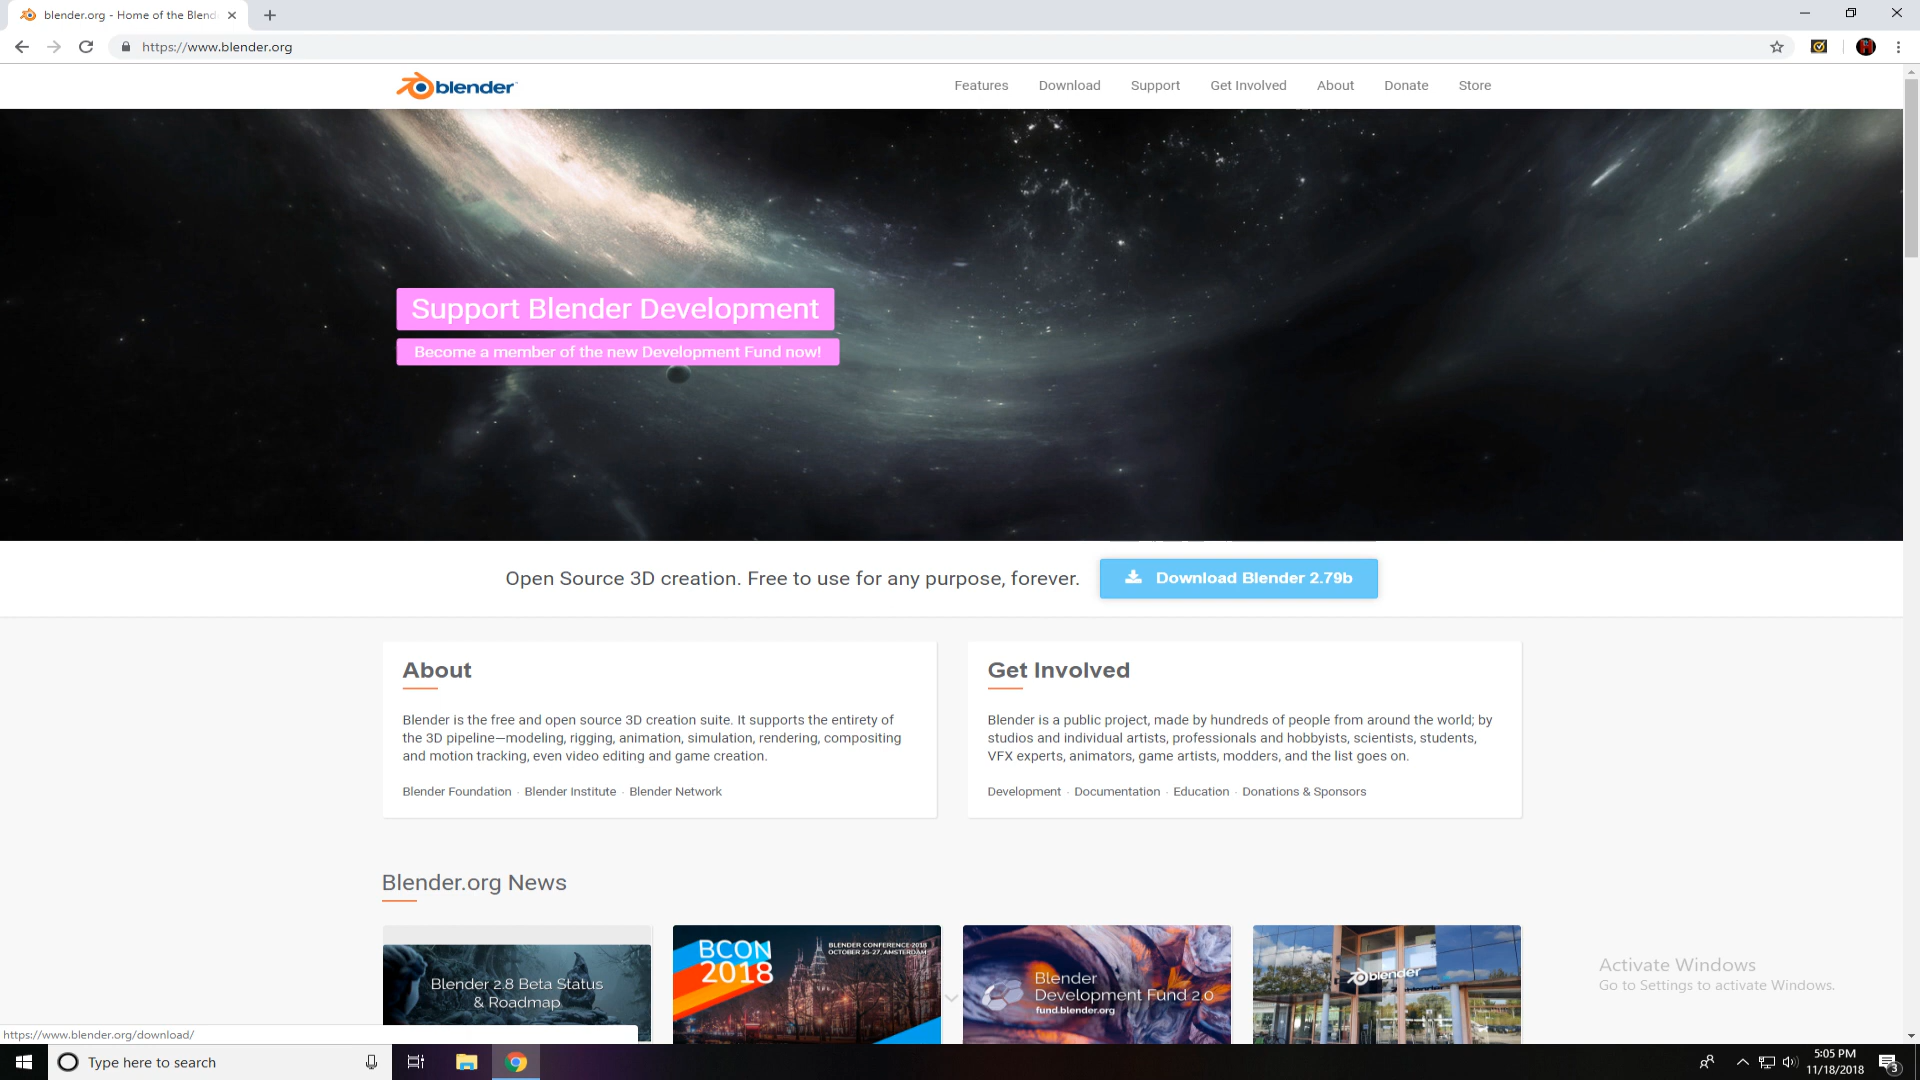 blender.org - Home of the Blend
https://www.blender.org
blender
Features
Download
Support
Get Involved
About
Donate
Store
Support Blender Development
Become a member of the new Development Fund now!
Open Source 3D creation. Free to use for any purpose, forever.
Download Blender 2.79b
About
Blender is the free and open source 3D creation suite. It supports the entirety of
the 3D pipeline—modeling, rigging, animation, simulation, rendering, compositing
and motion tracking, even video editing and game creation.
Blender Foundation · Blender Institute · Blender Network
Get Involved
Blender is a public project, made by hundreds of people from around the world; by
studios and individual artists, professionals and hobbyists, scientists, students,
VFX experts, animators, game artists, modders, and the list goes on.
Development · Documentation · Education · Donations & Sponsors
Blender.org News
Blender 2.8 Beta Status
& Roadmap
BCON
2018
BLENDER CONFERENCE 2018
OCTOBER 25-27, AMSTERDAM
Blender
Development Fund 2.0
fund.blender.org
blender
Activate Windows
Go to Settings to activate Windows.
https://www.blender.org/download/
Type here to search
5:05 PM
11/18/2018
3